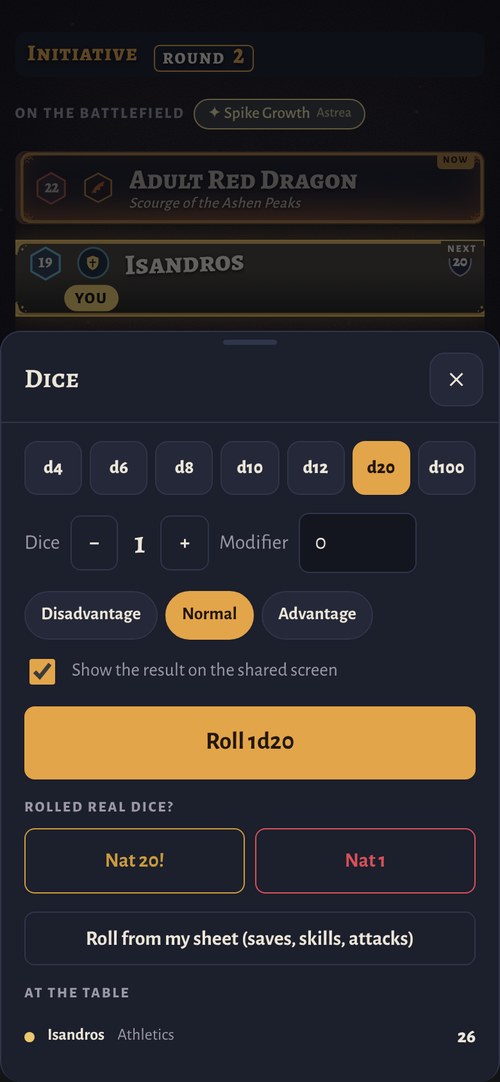 Initiative ROUND 2
ON THE BATTLEFIELD ✦ Spike Growth Astrea
NOW
22 Adult Red Dragon
Scourge of the Ashen Peaks
NEXT
19 Isandros 20
YOU
Dice
d4 d6 d8 d10 d12 d20 d100
Dice − 1 + Modifier 0
Disadvantage Normal Advantage
Show the result on the shared screen
Roll 1d20
ROLLED REAL DICE?
Nat 20! Nat 1
Roll from my sheet (saves, skills, attacks)
AT THE TABLE
Isandros Athletics 26